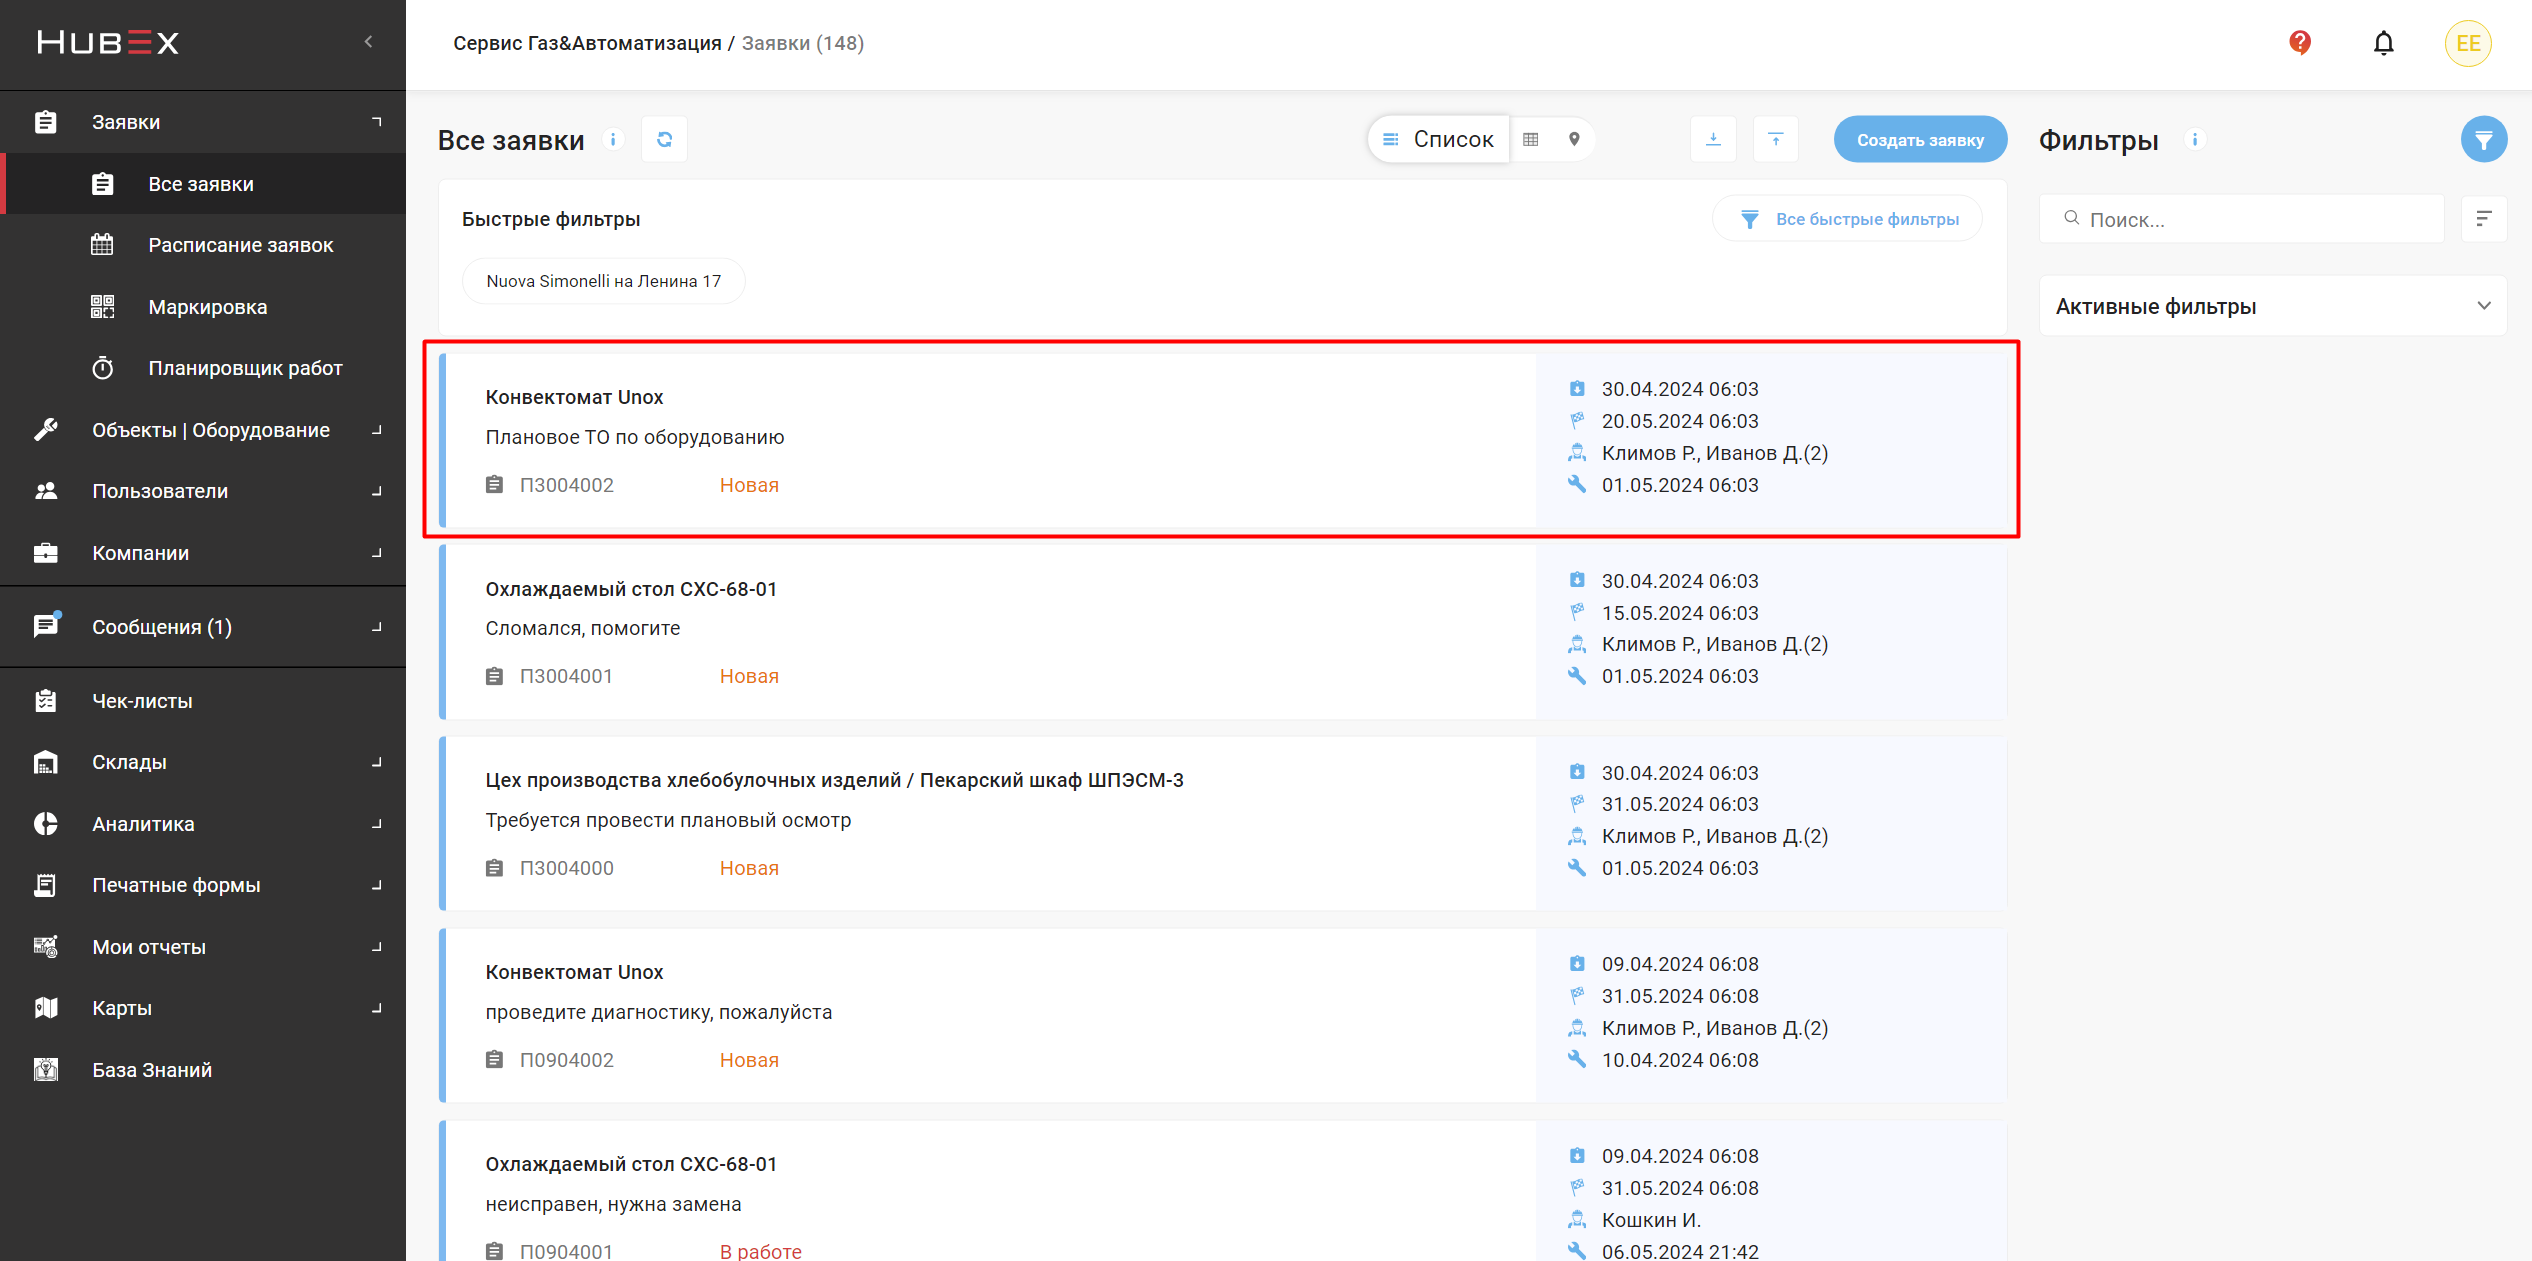 HUBEX
Сервис Газ&Автоматизация / Заявки (148)
EE
Заявки
Все заявки
Расписание заявок
Маркировка
Планировщик работ
Объекты | Оборудование
Пользователи
Компании
Сообщения (1)
Чек-листы
Склады
Аналитика
Печатные формы
Мои отчеты
Карты
База Знаний
Все заявки
Список
Создать заявку
Быстрые фильтры
Все быстрые фильтры
Nuova Simonelli на Ленина 17
Конвектомат Unox
Плановое ТО по оборудованию
П3004002 Новая
30.04.2024 06:03
20.05.2024 06:03
Климов Р., Иванов Д.(2)
01.05.2024 06:03
Охлаждаемый стол СХС-68-01
Сломался, помогите
П3004001 Новая
30.04.2024 06:03
15.05.2024 06:03
Климов Р., Иванов Д.(2)
01.05.2024 06:03
Цех производства хлебобулочных изделий / Пекарский шкаф ШПЭСМ-3
Требуется провести плановый осмотр
П3004000 Новая
30.04.2024 06:03
31.05.2024 06:03
Климов Р., Иванов Д.(2)
01.05.2024 06:03
Конвектомат Unox
проведите диагностику, пожалуйста
П0904002 Новая
09.04.2024 06:08
31.05.2024 06:08
Климов Р., Иванов Д.(2)
10.04.2024 06:08
Охлаждаемый стол СХС-68-01
неисправен, нужна замена
П0904001 В работе
09.04.2024 06:08
31.05.2024 06:08
Кошкин И.
06.05.2024 21:42
Фильтры
Поиск...
Активные фильтры